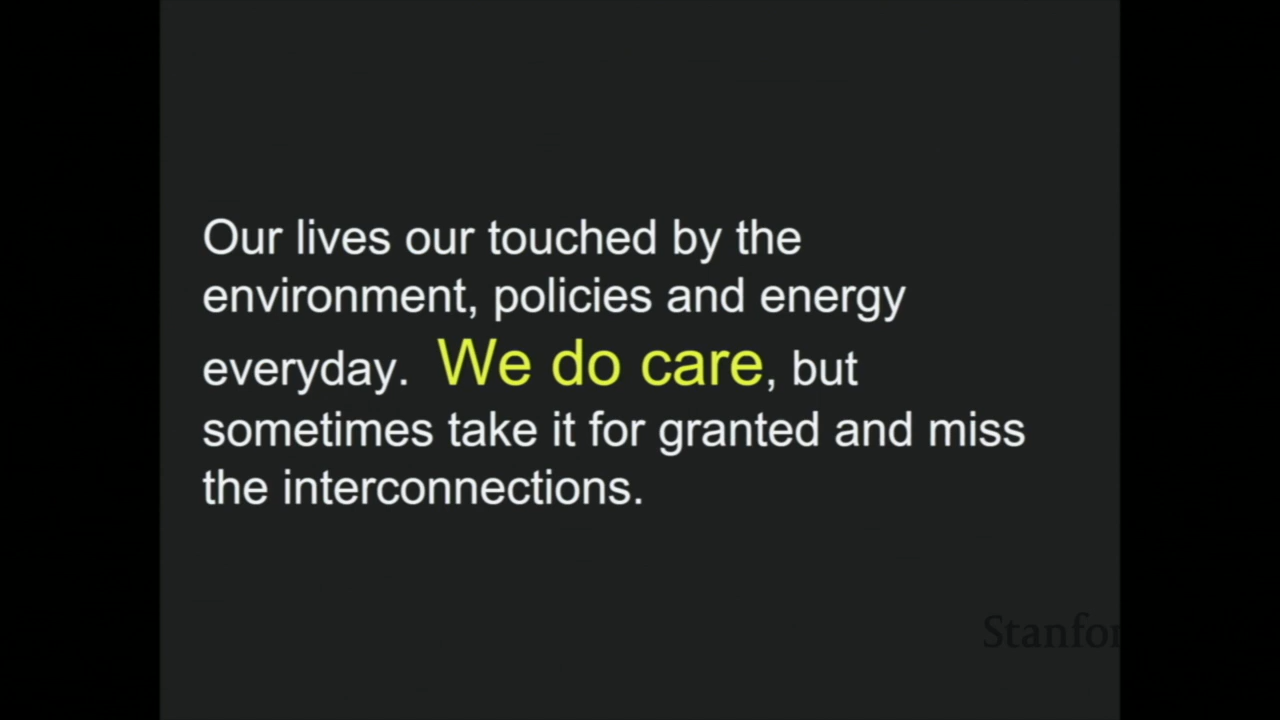 Our lives our touched by the
environment, policies and energy
everyday. We do care, but
sometimes take it for granted and miss
the interconnections.
Stanfor